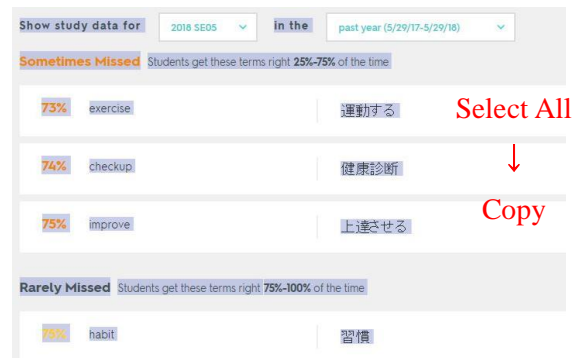 Show study data for 2018 SE05 in the past year (5/29/17-5/29/18)
Sometimes Missed Students get these terms right 25%-75% of the time
73% exercise 運動する
Select All
74% checkup 健康診断
↓
Copy
75% improve 上達させる
Rarely Missed Students get these terms right 75%-100% of the time
75% habit 習慣